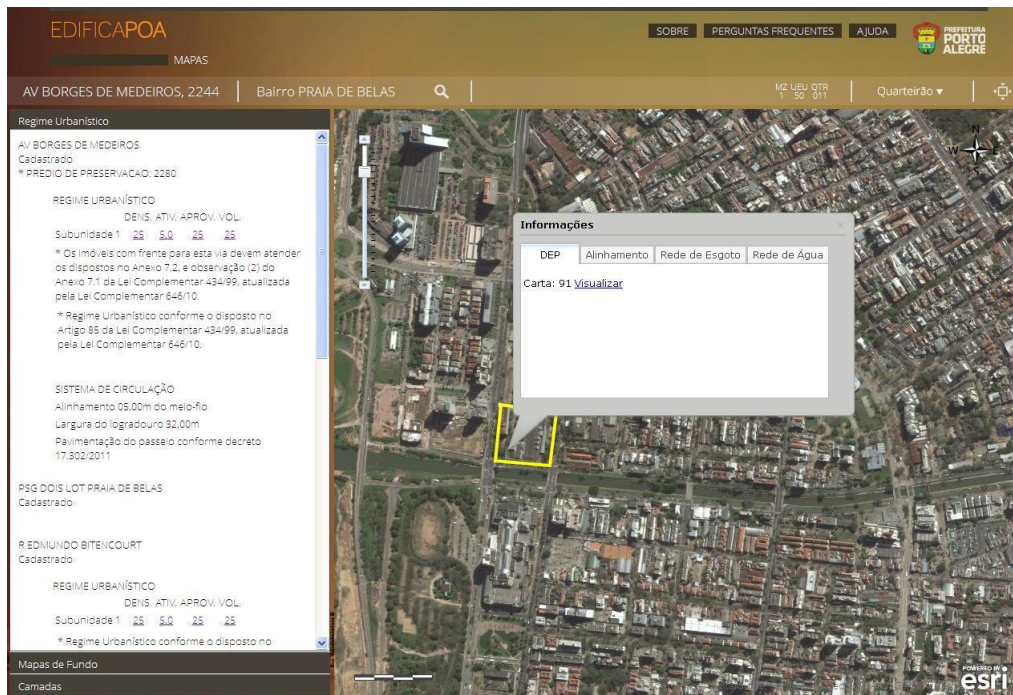 EDIFICAPOA
MAPAS
SOBRE
PERGUNTAS FREQUENTES
AJUDA
PREFEITURA
PORTO
ALEGRE
AV BORGES DE MEDEIROS, 2244
Bairro PRAIA DE BELAS
MZ UEU QTR
1 50 011
Quarteirão
Regime Urbanístico
AV BORGES DE MEDEIROS
Cadastrado
* PREDIO DE PRESERVACAO: 2280
REGIME URBANÍSTICO
DENS. ATIV. APROV. VOL.
Subunidade 1 25 5.0 25 25
* Os imóveis com frente para esta via devem atender
os dispostos no Anexo 7.2, e observação (2) do
Anexo 7.1 da Lei Complementar 434/99, atualizada
pela Lei Complementar 646/10.
* Regime Urbanístico conforme o disposto no
Artigo 85 da Lei Complementar 434/99, atualizada
pela Lei Complementar 646/10.
SISTEMA DE CIRCULAÇÃO
Alinhamento 05,00m do meio-fio
Largura do logradouro 32,00m
Pavimentação do passeio conforme decreto
17.302/2011
PSG DOIS LOT PRAIA DE BELAS
Cadastrado
R EDMUNDO BITENCOURT
Cadastrado
REGIME URBANÍSTICO
DENS. ATIV. APROV. VOL.
Subunidade 1 25 5.0 25 25
* Regime Urbanístico conforme o disposto no
Mapas de Fundo
Camadas
N
W E
S
Informações
DEP
Alinhamento
Rede de Esgoto
Rede de Água
Carta: 91 Visualizar
POWERED BY
esri